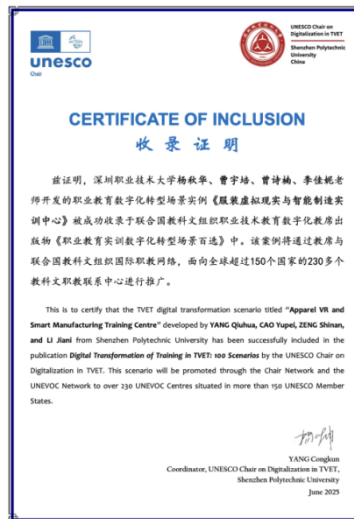 unesco
Chair
UNESCO Chair on
Digitalization in TVET
Shenzhen Polytechnic
University
China
CERTIFICATE OF INCLUSION
收录证明
兹证明，深圳职业技术大学杨秋华、曹宇培、曾诗楠、李佳妮老
师开发的职业教育数字化转型场景实例《服装虚拟现实与智能制造实
训中心》被成功收录于联合国教科文组织职业技术教育数字化教席出
版物《职业教育实训数字化转型场景百选》中。该案例将通过教席与
联合国教科文组织国际职教网络，面向全球超过150个国家的230多个
教科文职教联系中心进行推广。
This is to certify that the TVET digital transformation scenario titled "Apparel VR and
Smart Manufacturing Training Centre" developed by YANG Qiuhua, CAO Yupei, ZENG Shinan,
and LI Jiani from Shenzhen Polytechnic University has been successfully included in the
publication Digital Transformation of Training in TVET: 100 Scenarios by the UNESCO Chair on
Digitalization in TVET. This scenario will be promoted through the Chair Network and the
UNEVOC Network to over 230 UNEVOC Centres situated in more than 150 UNESCO Member
States.
YANG Congkun
Coordinator, UNESCO Chair on Digitalization in TVET,
Shenzhen Polytechnic University
June 2025